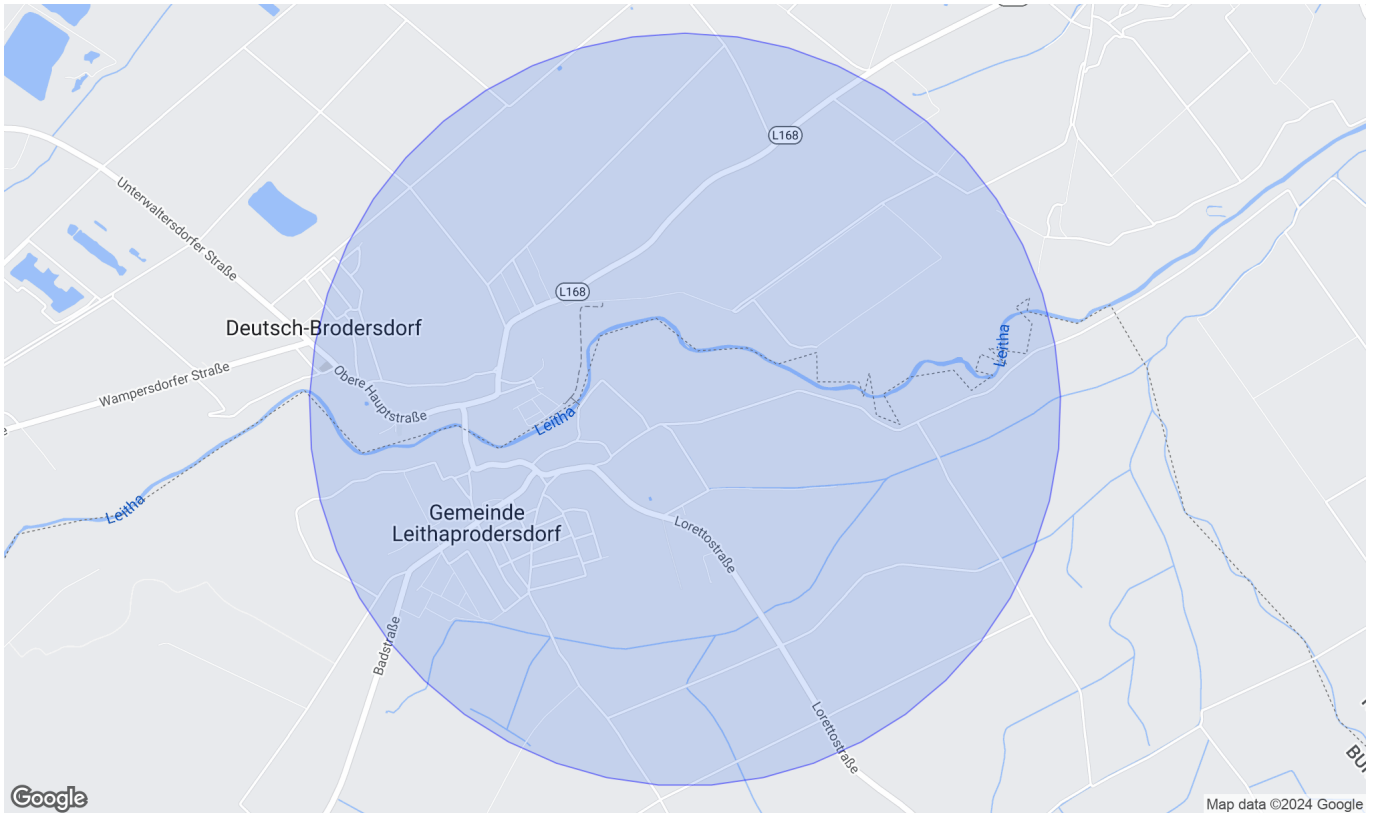 L168
Unterwaltersdorfer Straße
L168
Deutsch-Brodersdorf
Leitha
Wampersdorfer Straße
Obere Hauptstraße
Leitha
Leitha
Gemeinde
Leithaprodersdorf
Lorettostraße
Badstraße
Lorettostraße
Google
Map data ©2024 Google